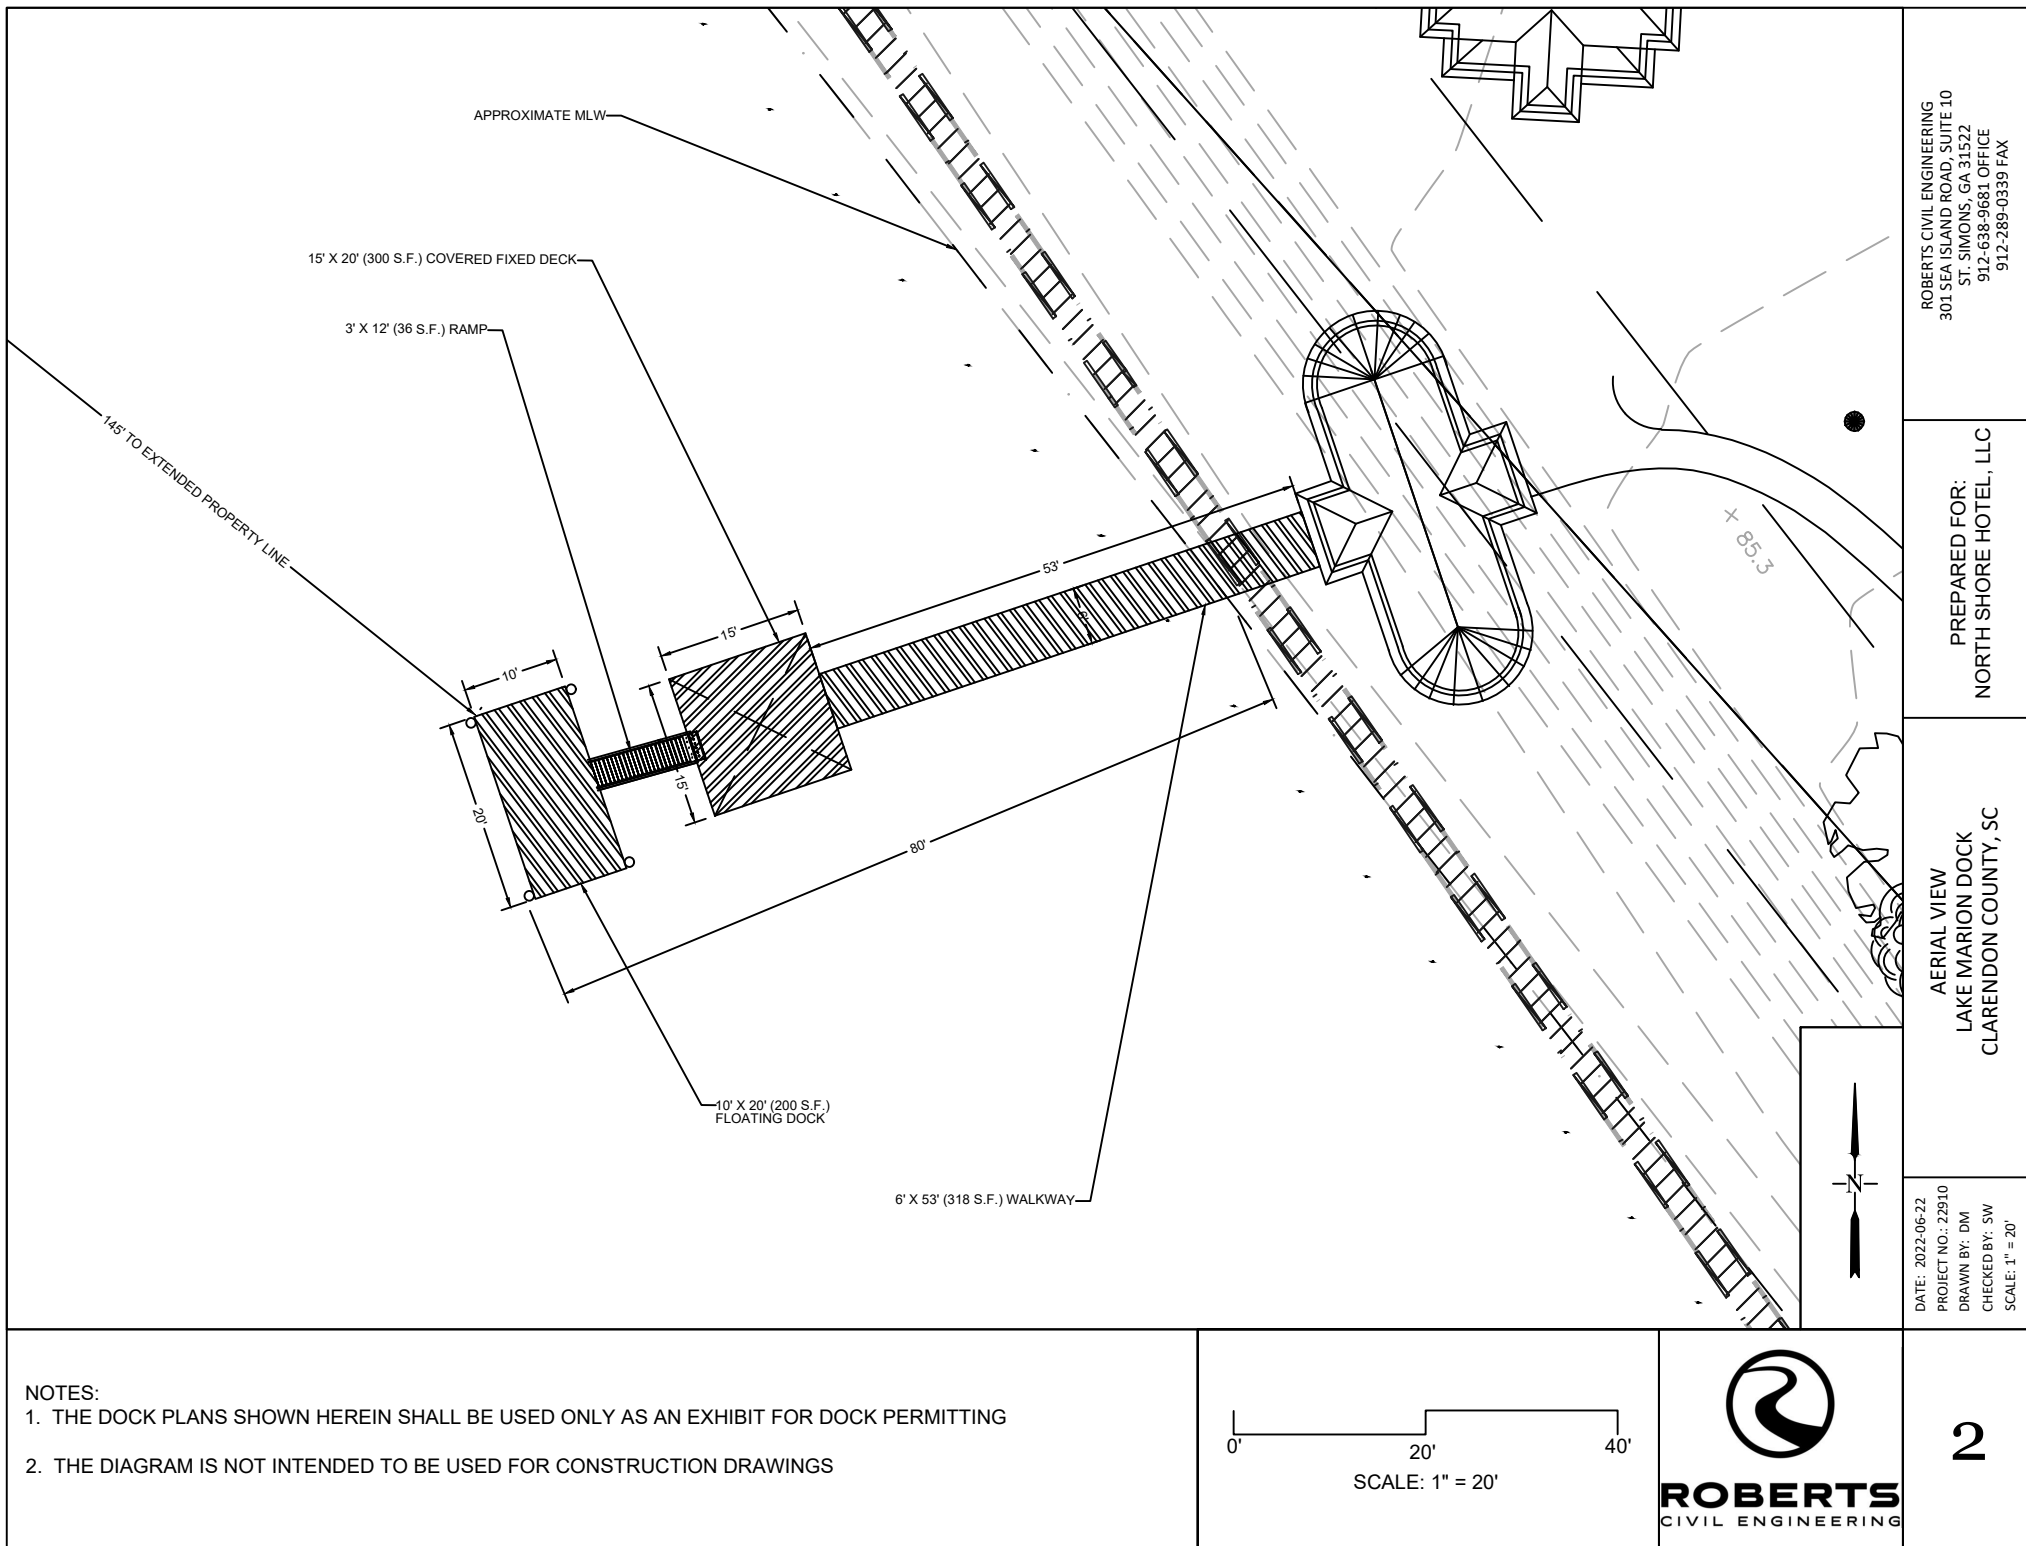 APPROXIMATE MLW
15' X 20' (300 S.F.) COVERED FIXED DECK
3' X 12' (36 S.F.) RAMP
145' TO EXTENDED PROPERTY LINE
53'
6'
15'
10'
15'
20'
80'
10' X 20' (200 S.F.)
FLOATING DOCK
6' X 53' (318 S.F.) WALKWAY
+ 85.3
N
ROBERTS CIVIL ENGINEERING
301 SEA ISLAND ROAD, SUITE 10
ST. SIMONS, GA 31522
912-638-9681 OFFICE
912-289-0339 FAX
PREPARED FOR:
NORTH SHORE HOTEL, LLC
AERIAL VIEW
LAKE MARION DOCK
CLARENDON COUNTY, SC
DATE: 2022-06-22
PROJECT NO.: 22910
DRAWN BY: DM
CHECKED BY: SW
SCALE: 1" = 20'
NOTES:
1. THE DOCK PLANS SHOWN HEREIN SHALL BE USED ONLY AS AN EXHIBIT FOR DOCK PERMITTING
2. THE DIAGRAM IS NOT INTENDED TO BE USED FOR CONSTRUCTION DRAWINGS
0' 20' 40'
SCALE: 1" = 20'
ROBERTS
CIVIL ENGINEERING
2